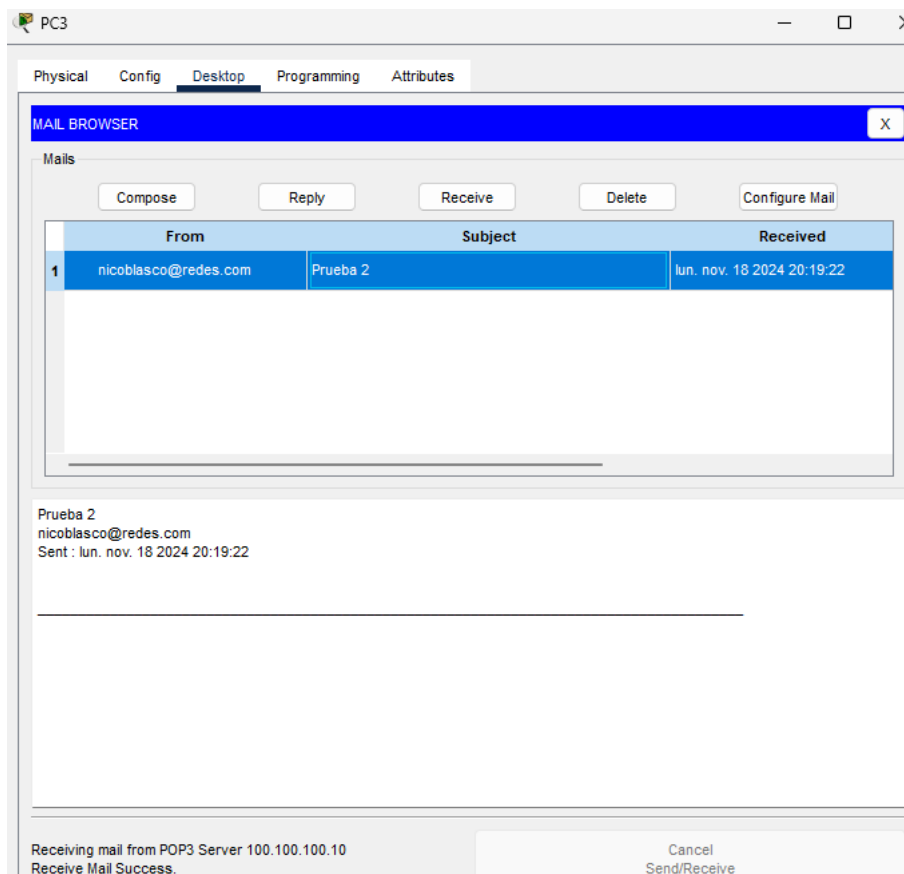 PC3
Physical Config Desktop Programming Attributes
MAIL BROWSER X
Mails
Compose Reply Receive Delete Configure Mail
From Subject Received
1 nicoblasco@redes.com Prueba 2 lun. nov. 18 2024 20:19:22
Prueba 2
nicoblasco@redes.com
Sent : lun. nov. 18 2024 20:19:22
Receiving mail from POP3 Server 100.100.100.10
Receive Mail Success.
Cancel
Send/Receive